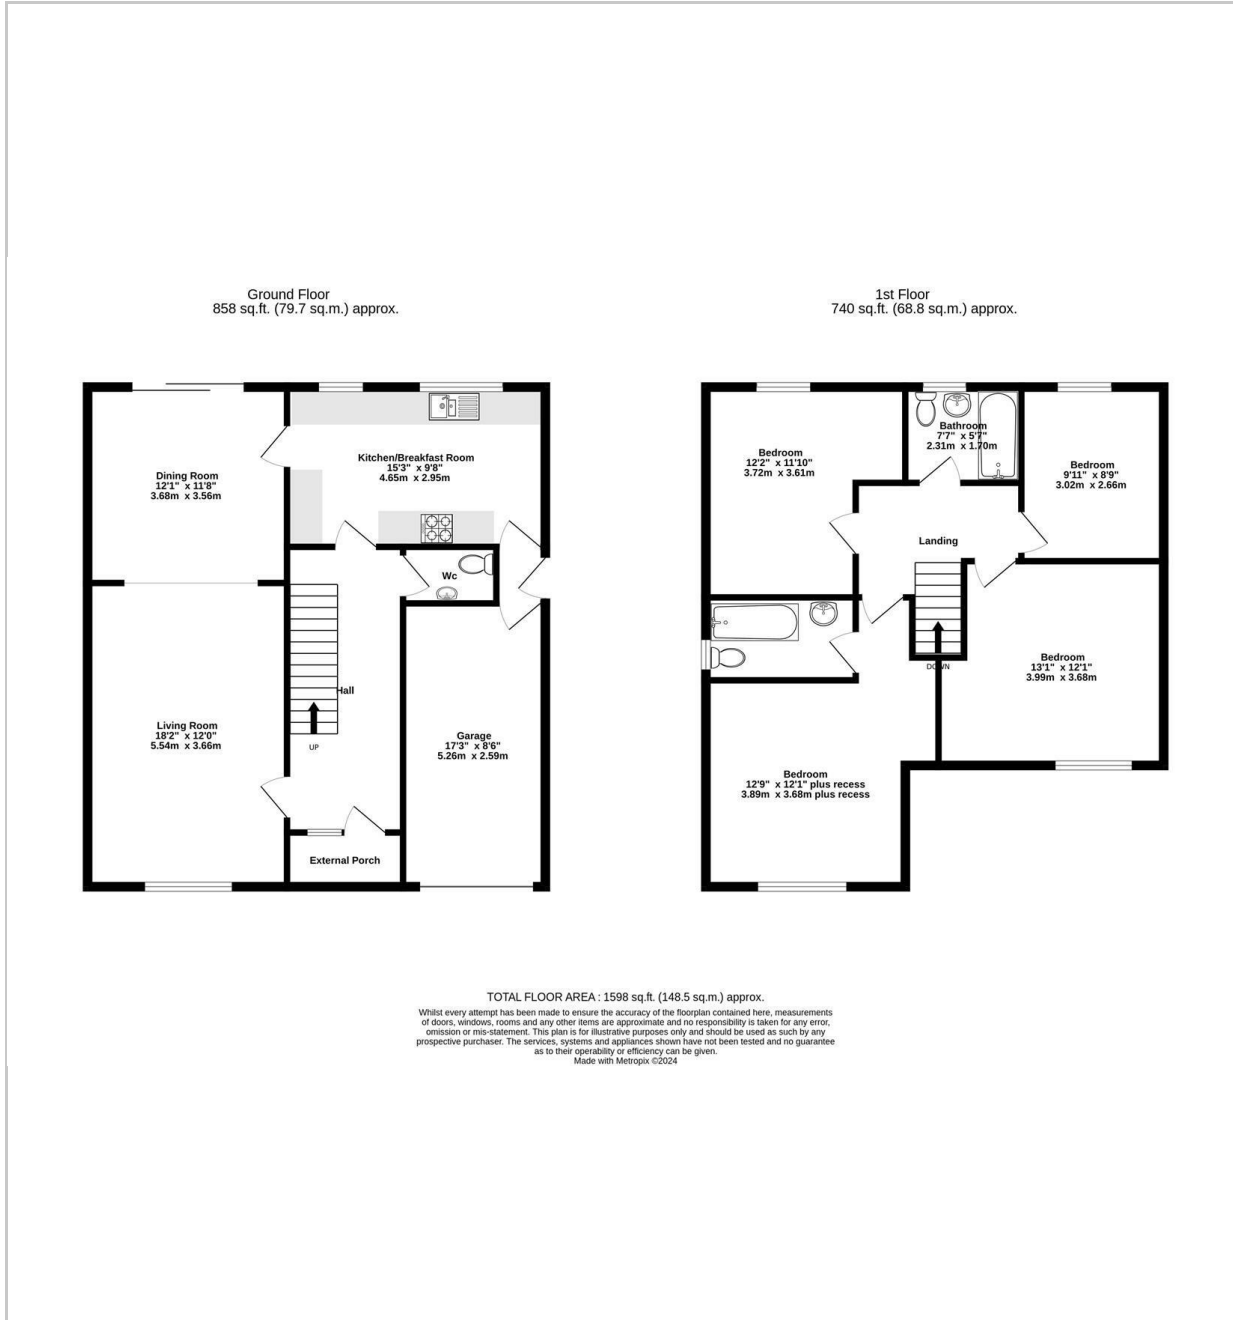 Ground Floor
858 sq.ft. (79.7 sq.m.) approx.
1st Floor
740 sq.ft. (68.8 sq.m.) approx.
Dining Room
12'1" x 11'8"
3.68m x 3.56m
Kitchen/Breakfast Room
15'3" x 9'8"
4.65m x 2.95m
Wc
Hall
UP
Living Room
18'2" x 12'0"
5.54m x 3.66m
Garage
17'3" x 8'6"
5.26m x 2.59m
External Porch
Bedroom
12'2" x 11'10"
3.72m x 3.61m
Bathroom
7'7" x 5'7"
2.31m x 1.70m
Bedroom
9'11" x 8'9"
3.02m x 2.66m
Landing
DOWN
Bedroom
13'1" x 12'1"
3.99m x 3.68m
Bedroom
12'9" x 12'1" plus recess
3.89m x 3.68m plus recess
TOTAL FLOOR AREA : 1598 sq.ft. (148.5 sq.m.) approx.
Whilst every attempt has been made to ensure the accuracy of the floorplan contained here, measurements
of doors, windows, rooms and any other items are approximate and no responsibility is taken for any error,
omission or mis-statement. This plan is for illustrative purposes only and should be used as such by any
prospective purchaser. The services, systems and appliances shown have not been tested and no guarantee
as to their operability or efficiency can be given.
Made with Metropix ©2024